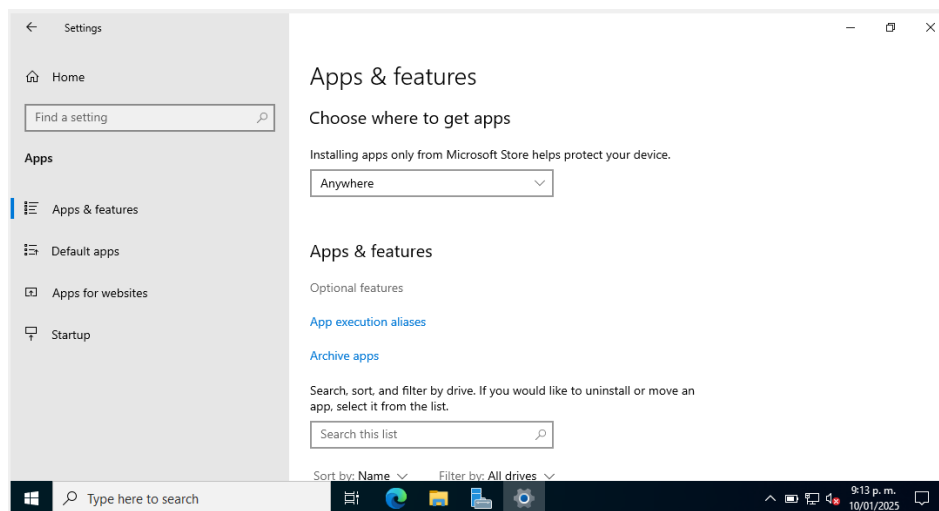 Settings
Home
Find a setting
Apps
Apps & features
Default apps
Apps for websites
Startup
Apps & features
Choose where to get apps
Installing apps only from Microsoft Store helps protect your device.
Anywhere
Apps & features
Optional features
App execution aliases
Archive apps
Search, sort, and filter by drive. If you would like to uninstall or move an
app, select it from the list.
Search this list
Sort by: Name Filter by: All drives
Type here to search
9:13 p. m.
10/01/2025